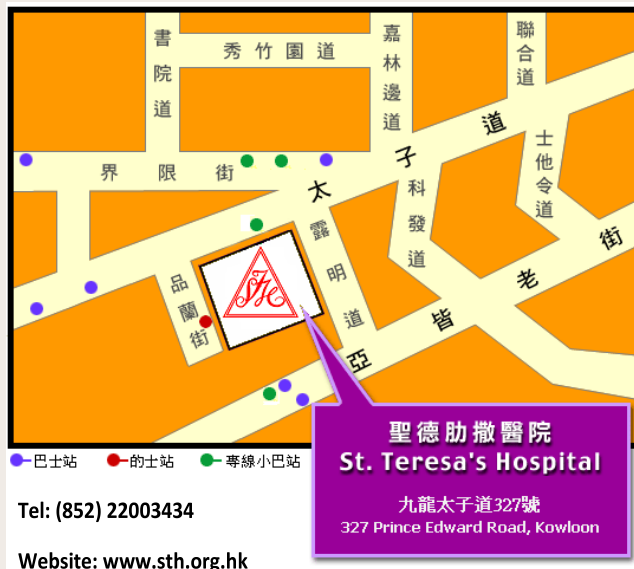 書院道
秀竹園道
嘉林邊道
聯合道
界限街
太子道
士他令道
科發道
露明道
品蘭街
亞皆老街
STH
聖德肋撒醫院
St. Teresa's Hospital
九龍太子道327號
327 Prince Edward Road, Kowloon
巴士站 的士站 專線小巴站
Tel: (852) 22003434
Website: www.sth.org.hk